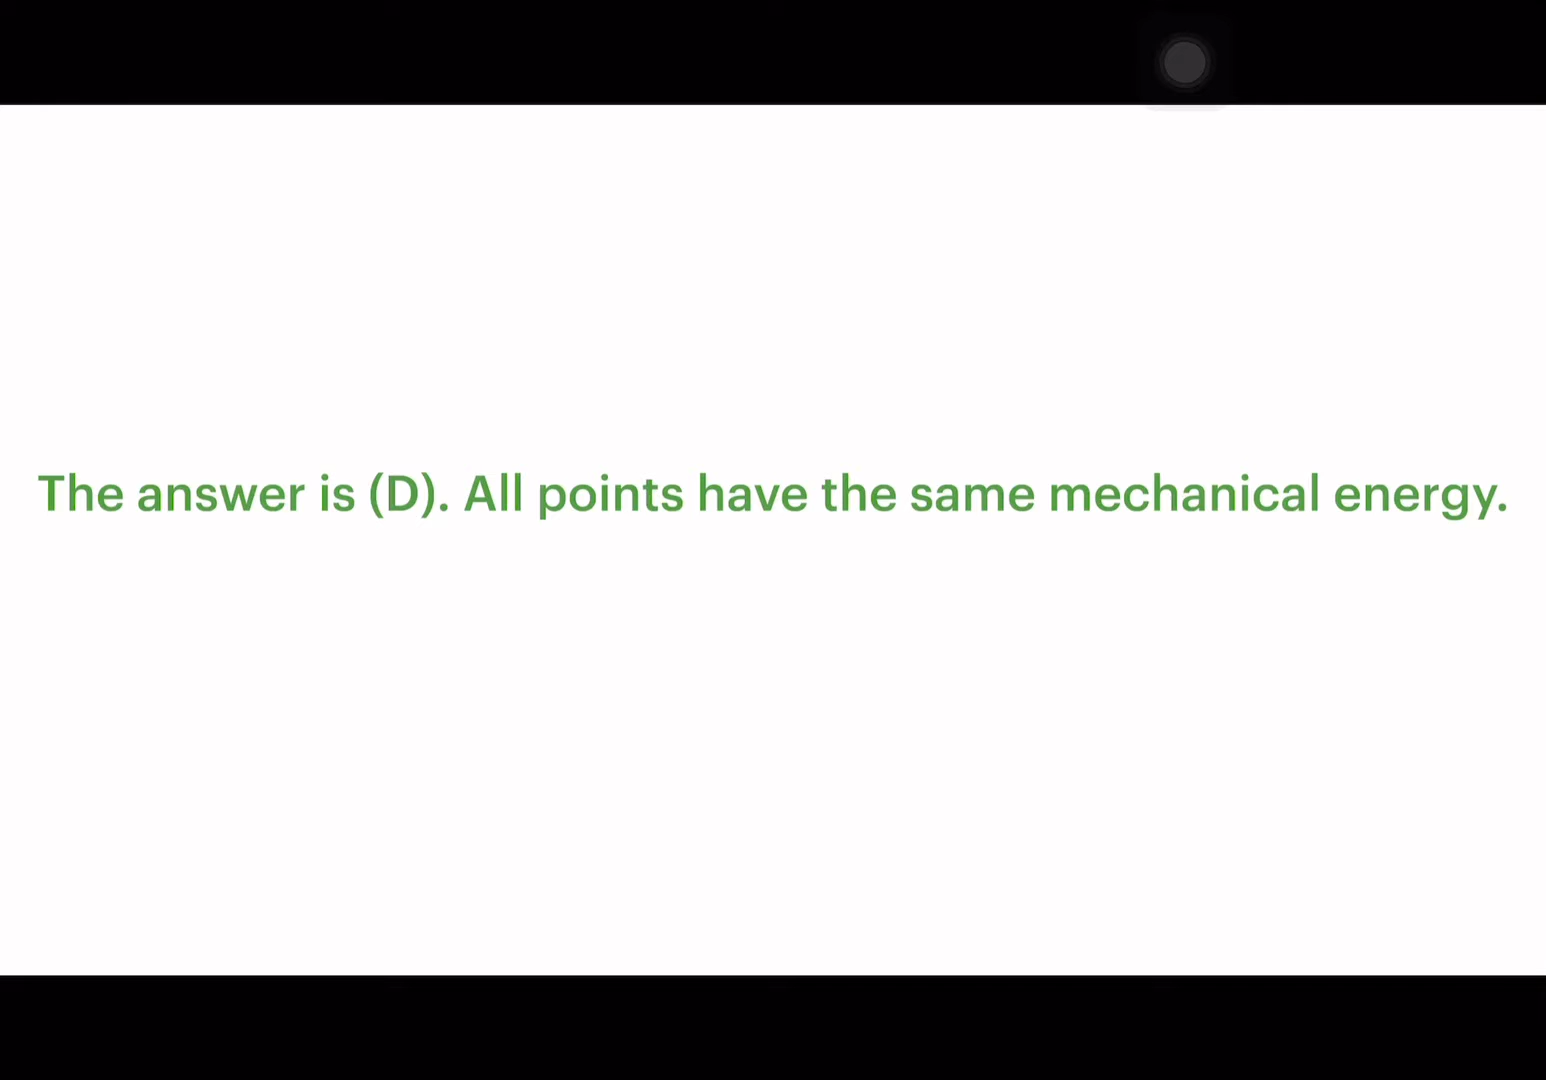 The answer is (D). All points have the same mechanical energy.